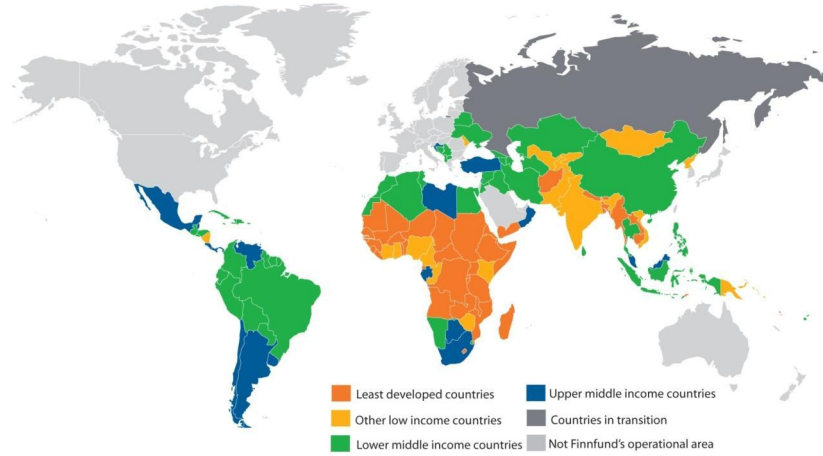 Least developed countries
Other low income countries
Lower middle income countries
Upper middle income countries
Countries in transition
Not Finnfund's operational area